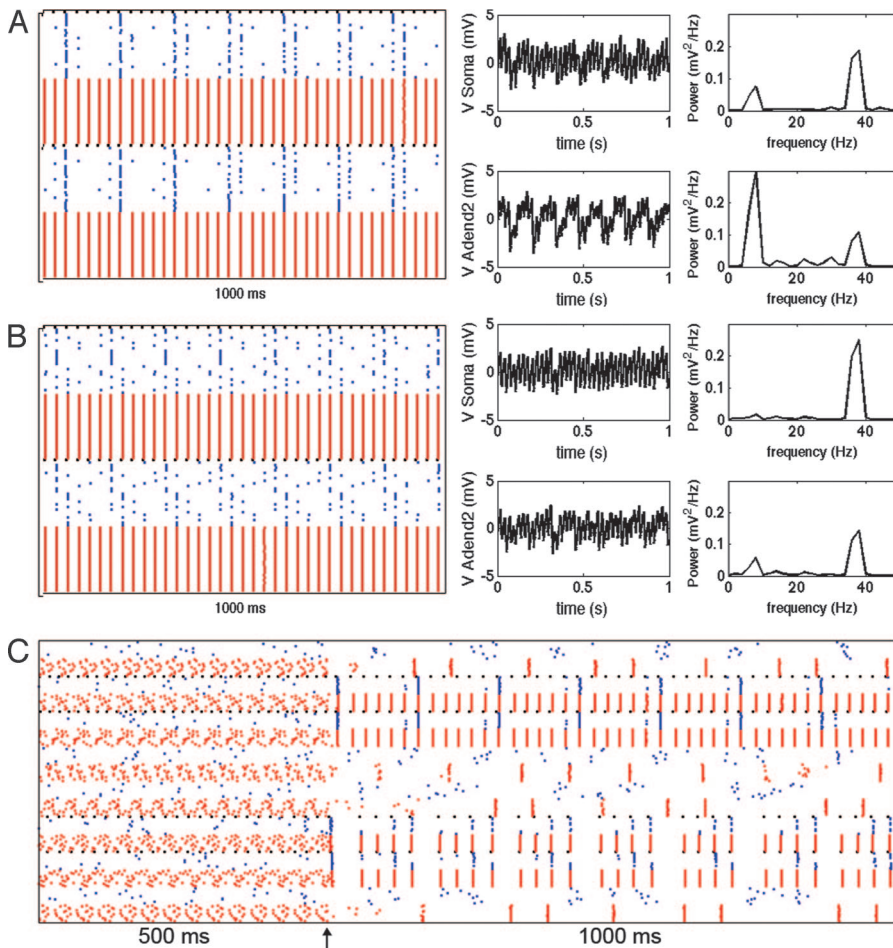 A
5
0
-5
V Soma (mV)
0
0.5
1
time (s)
0.2
0.1
0
Power (mV²/Hz)
0
20
40
frequency (Hz)
5
0
-5
V Adend2 (mV)
0
0.5
1
time (s)
0.2
0.1
0
Power (mV²/Hz)
0
20
40
frequency (Hz)
1000 ms
B
5
0
-5
V Soma (mV)
0
0.5
1
time (s)
0.2
0.1
0
Power (mV²/Hz)
0
20
40
frequency (Hz)
5
0
-5
V Adend2 (mV)
0
0.5
1
time (s)
0.2
0.1
0
Power (mV²/Hz)
0
20
40
frequency (Hz)
1000 ms
C
500 ms
1000 ms